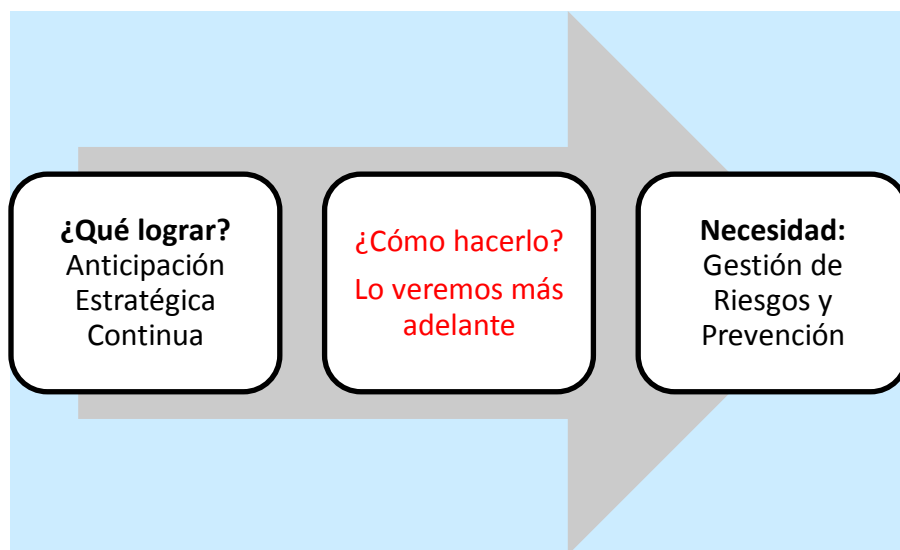 ¿Qué lograr?
Anticipación
Estratégica
Continua
¿Cómo hacerlo?
Lo veremos más
adelante
Necesidad:
Gestión de
Riesgos y
Prevención